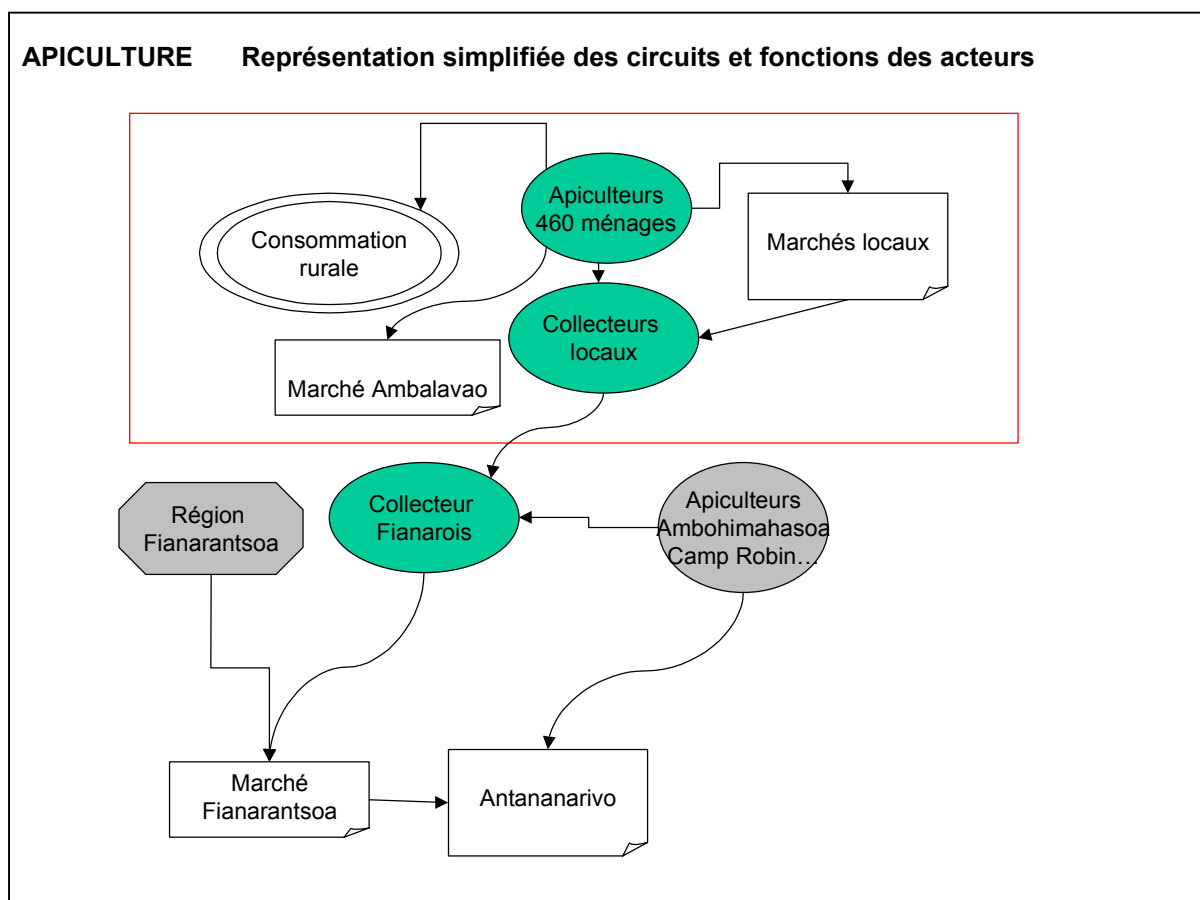 APICULTURE Représentation simplifiée des circuits et fonctions des acteurs
Apiculteurs
460 ménages
Consommation
rurale
Marchés locaux
Collecteurs
locaux
Marché Ambalavao
Région
Fianarantsoa
Collecteur
Fianarois
Apiculteurs
Ambohimahasoa
Camp Robin…
Marché
Fianarantsoa
Antananarivo